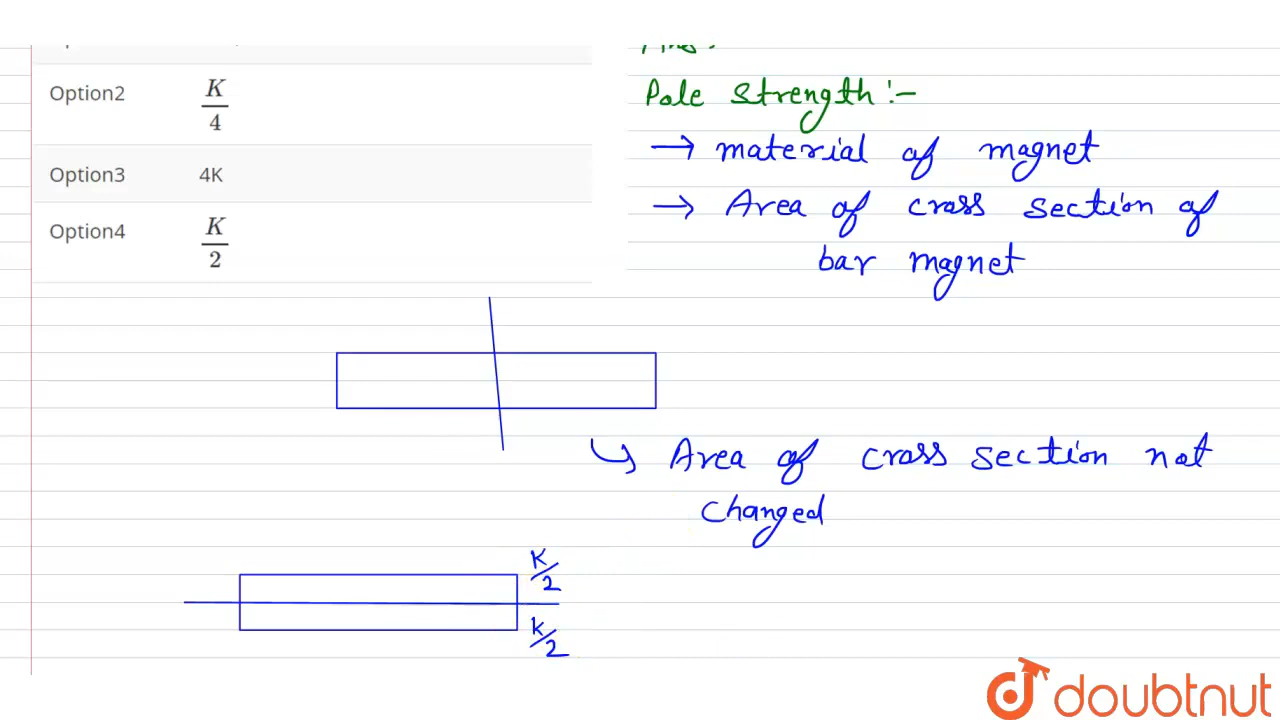 Option2 K/4
Option3 4K
Option4 K/2
Pole strength :-
→ material of magnet
→ Area of cross section of
bar magnet
Area of cross section not
changed
K/2
K/2
doubtnut